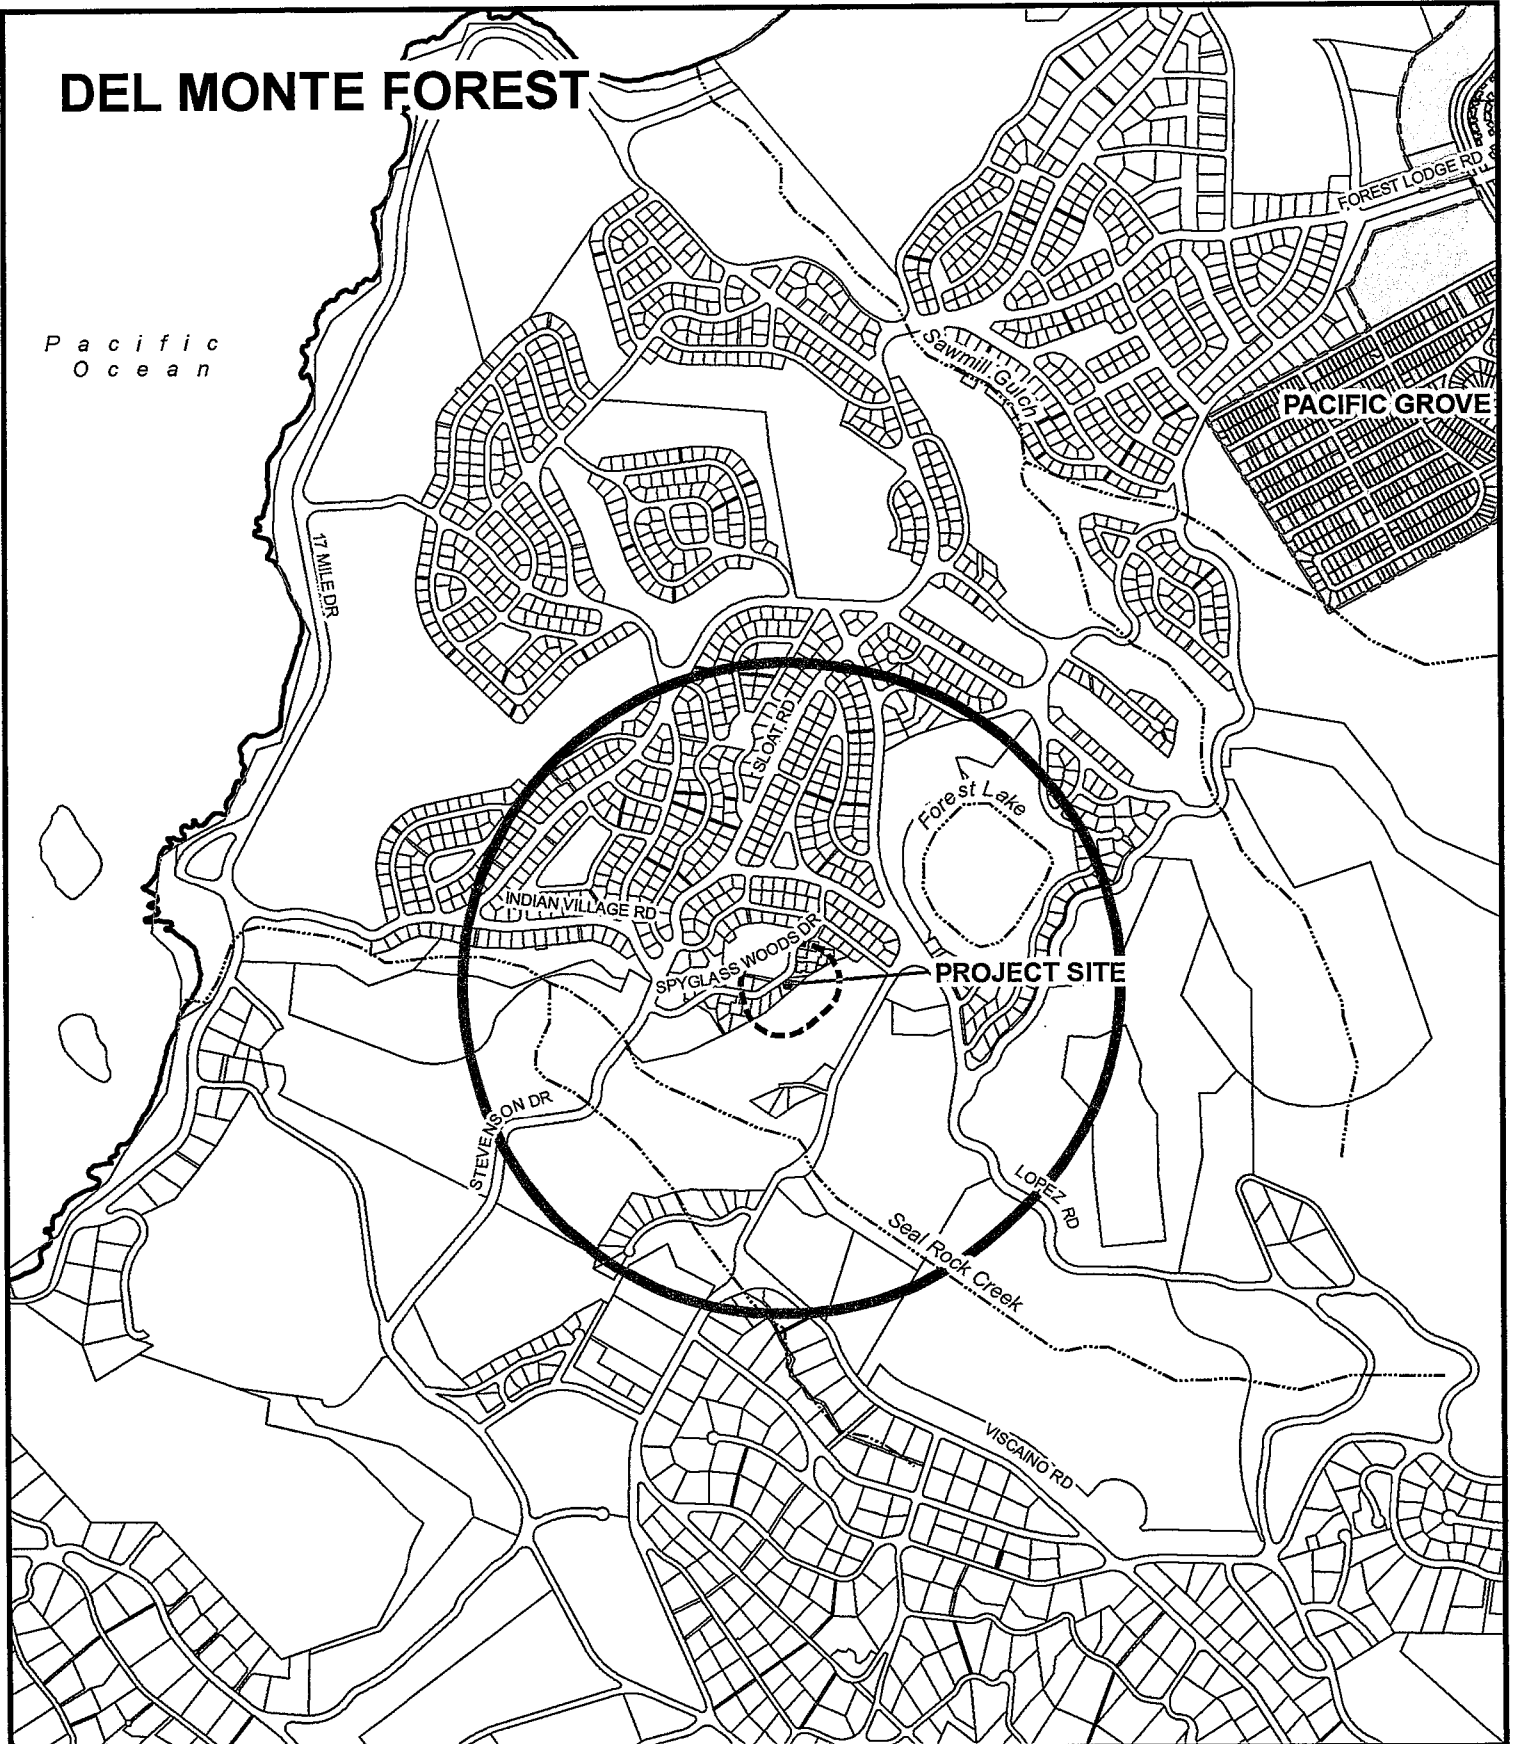 DEL MONTE FOREST
FOREST LODGE RD
Pacific
Ocean
Sawmill Gulch
PACIFIC GROVE
17 MILE DR
SLOAT RD
Forest Lake
INDIAN VILLAGE RD
SPYGLASS WOODS DR
PROJECT SITE
STEVENSON DR
LOPEZ RD
Seal Rock Creek
VISCAINO RD